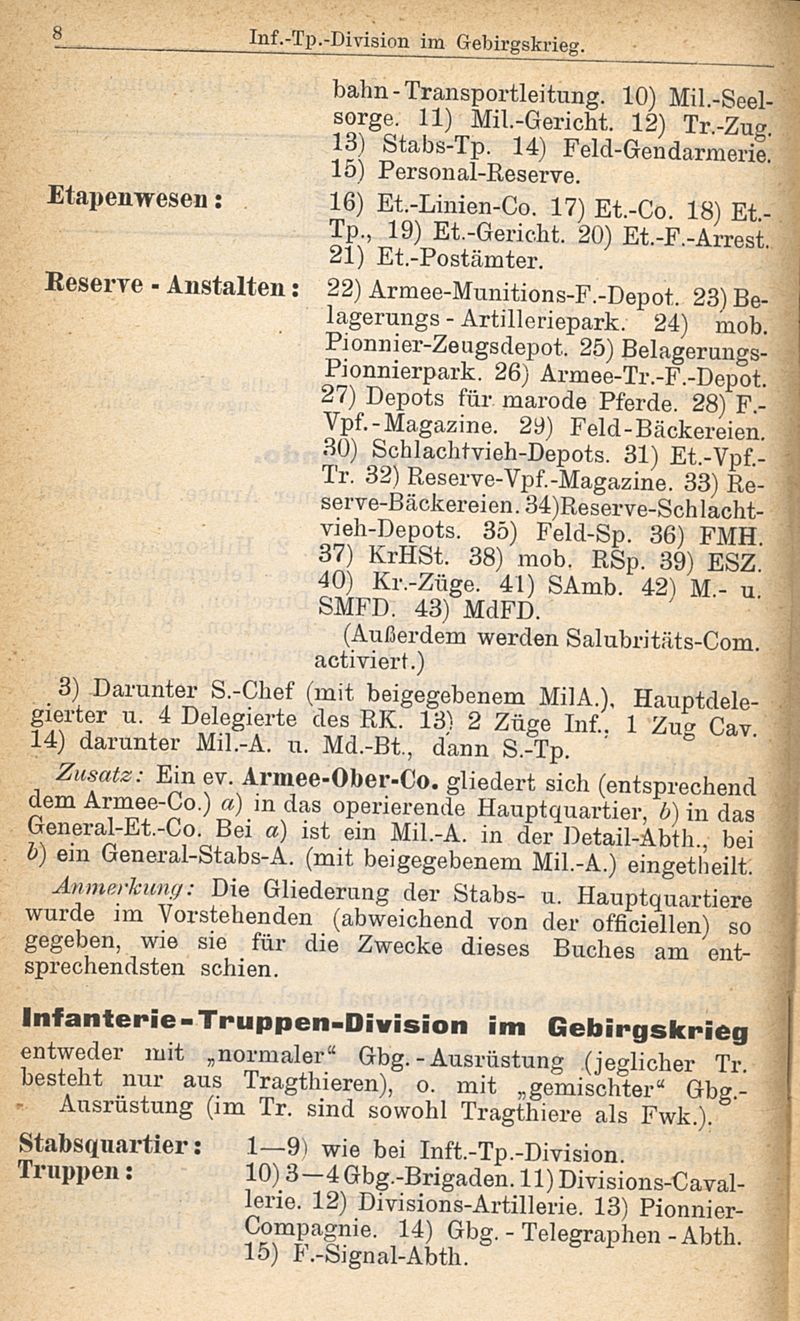 8 Inf.-Tp.-Division im Gebirgskrieg.
bahn-Transportleitung. 10) Mil.-Seel-
sorge. 11) Mil.-Gericht. 12) Tr.-Zug.
13) Stabs-Tp. 14) Feld-Gendarmerie.
15) Personal-Reserve.
Etapenwesen: 16) Et.-Linien-Co. 17) Et.-Co. 18) Et.-
Tp., 19) Et.-Gericht. 20) Et.-F.-Arrest.
21) Et.-Postämter.
Reserve-Anstalten: 22) Armee-Munitions-F.-Depot. 23) Be-
lagerungs-Artilleriepark. 24) mob.
Pionnier-Zeugsdepot. 25) Belagerungs-
Pionnierpark. 26) Armee-Tr.-F.-Depot.
27) Depots für marode Pferde. 28) F.-
Vpf.-Magazine. 29) Feld-Bäckereien.
30) Schlachtvieh-Depots. 31) Et.-Vpf.-
Tr. 32) Reserve-Vpf.-Magazine. 33) Re-
serve-Bäckereien. 34) Reserve-Schlacht-
vieh-Depots. 35) Feld-Sp. 36) FMH.
37) KrHSt. 38) mob. RSp. 39) ESZ.
40) Kr.-Züge. 41) SAmb. 42) M.- u.
SMFD. 43) MdFD.
(Außerdem werden Salubritäts-Com.
activiert.)
3) Darunter S.-Chef (mit beigegebenem MilA.), Hauptdele-
gierter u. 4 Delegierte des RK. 13) 2 Züge Inf., 1 Zug Cav.
14) darunter Mil.-A. u. Md.-Bt., dann S.-Tp.
Zusatz: Ein ev. Armee-Ober-Co. gliedert sich (entsprechend
dem Armee-Co.) a) in das operierende Hauptquartier, b) in das
General-Et.-Co. Bei a) ist ein Mil.-A. in der Detail-Abth., bei
b) ein General-Stabs-A. (mit beigegebenem Mil.-A.) eingetheilt.
Anmerkung: Die Gliederung der Stabs- u. Hauptquartiere
wurde im Vorstehenden (abweichend von der officiellen) so
gegeben, wie sie für die Zwecke dieses Buches am ent-
sprechendsten schien.
Infanterie-Truppen-Division im Gebirgskrieg
entweder mit „normaler“ Gbg.-Ausrüstung (jeglicher Tr.
besteht nur aus Tragthieren), o. mit „gemischter“ Gbg.-
Ausrüstung (im Tr. sind sowohl Tragthiere als Fwk.).
Stabsquartier: 1—9) wie bei Inft.-Tp.-Division.
Truppen: 10) 3—4 Gbg.-Brigaden. 11) Divisions-Caval-
lerie. 12) Divisions-Artillerie. 13) Pionnier-
Compagnie. 14) Gbg.-Telegraphen-Abth.
15) F.-Signal-Abth.